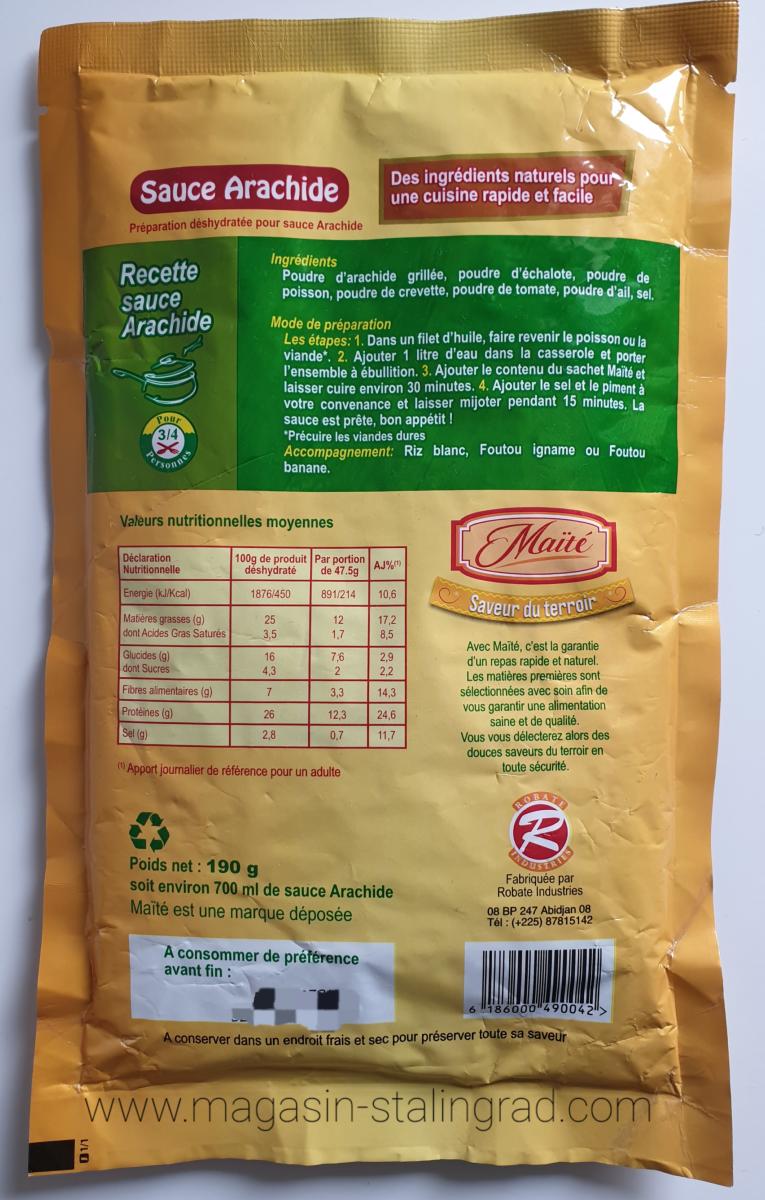 Sauce Arachide
Des ingrédients naturels pour
une cuisine rapide et facile
Préparation déshydratée pour sauce Arachide
Recette
sauce
Arachide
Pour
3/4
Personnes
Ingrédients
Poudre d'arachide grillée, poudre d'échalote, poudre de
poisson, poudre de crevette, poudre de tomate, poudre d'ail, sel.
Mode de préparation
Les étapes: 1. Dans un filet d'huile, faire revenir le poisson ou la
viande*. 2. Ajouter 1 litre d'eau dans la casserole et porter
l'ensemble à ébullition. 3. Ajouter le contenu du sachet Maïté et
laisser cuire environ 30 minutes. 4. Ajouter le sel et le piment à
votre convenance et laisser mijoter pendant 15 minutes. La
sauce est prête, bon appétit !
*Précuire les viandes dures
Accompagnement: Riz blanc, Foutou igname ou Foutou
banane.
Valeurs nutritionnelles moyennes
Déclaration
Nutritionnelle
100g de produit
déshydraté
Par portion
de 47.5g
AJ%(1)
Energie (kJ/Kcal) 1876/450 891/214 10,6
Matières grasses (g) 25 12 17,2
dont Acides Gras Saturés 3,5 1,7 8,5
Glucides (g) 16 7,6 2,9
dont Sucres 4,3 2 2,2
Fibres alimentaires (g) 7 3,3 14,3
Protéines (g) 26 12,3 24,6
Sel (g) 2,8 0,7 11,7
(1) Apport journalier de référence pour un adulte
Maïté
Saveur du terroir
Avec Maïté, c'est la garantie
d'un repas rapide et naturel.
Les matières premières sont
sélectionnées avec soin afin de
vous garantir une alimentation
saine et de qualité.
Vous vous délecterez alors des
douces saveurs du terroir en
toute sécurité.
Poids net : 190 g
soit environ 700 ml de sauce Arachide
Maïté est une marque déposée
ROBATE
R
INDUSTRIES
Fabriquée par
Robate Industries
08 BP 247 Abidjan 08
Tél : (+225) 87815142
A consommer de préférence
avant fin :
6 186000 490042 >
A conserver dans un endroit frais et sec pour préserver toute sa saveur
www.magasin-stalingrad.com
1/1